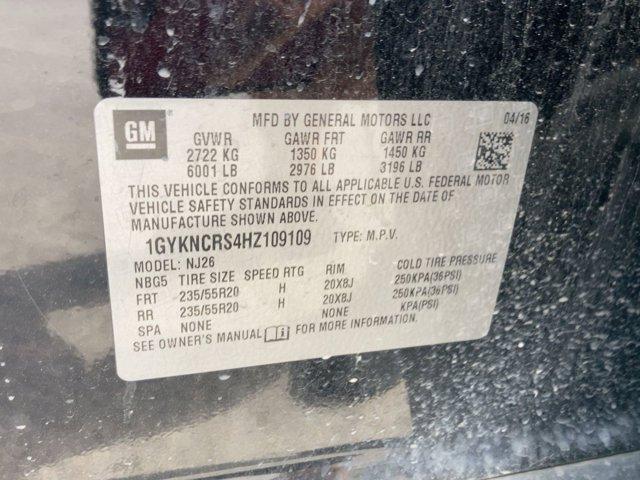 GM
MFD BY GENERAL MOTORS LLC 04/16
GVWR GAWR FRT GAWR RR
2722 KG 1350 KG 1450 KG
6001 LB 2976 LB 3196 LB
THIS VEHICLE CONFORMS TO ALL APPLICABLE U.S. FEDERAL MOTOR
VEHICLE SAFETY STANDARDS IN EFFECT ON THE DATE OF
MANUFACTURE SHOWN ABOVE.
1GYKNCRS4HZ109109 TYPE: M.P.V.
MODEL: NJ26
NBG5 TIRE SIZE SPEED RTG RIM COLD TIRE PRESSURE
FRT 235/55R20 H 20X8J 250KPA(36PSI)
RR 235/55R20 H 20X8J 250KPA(36PSI)
SPA NONE NONE KPA(PSI)
SEE OWNER'S MANUAL FOR MORE INFORMATION.